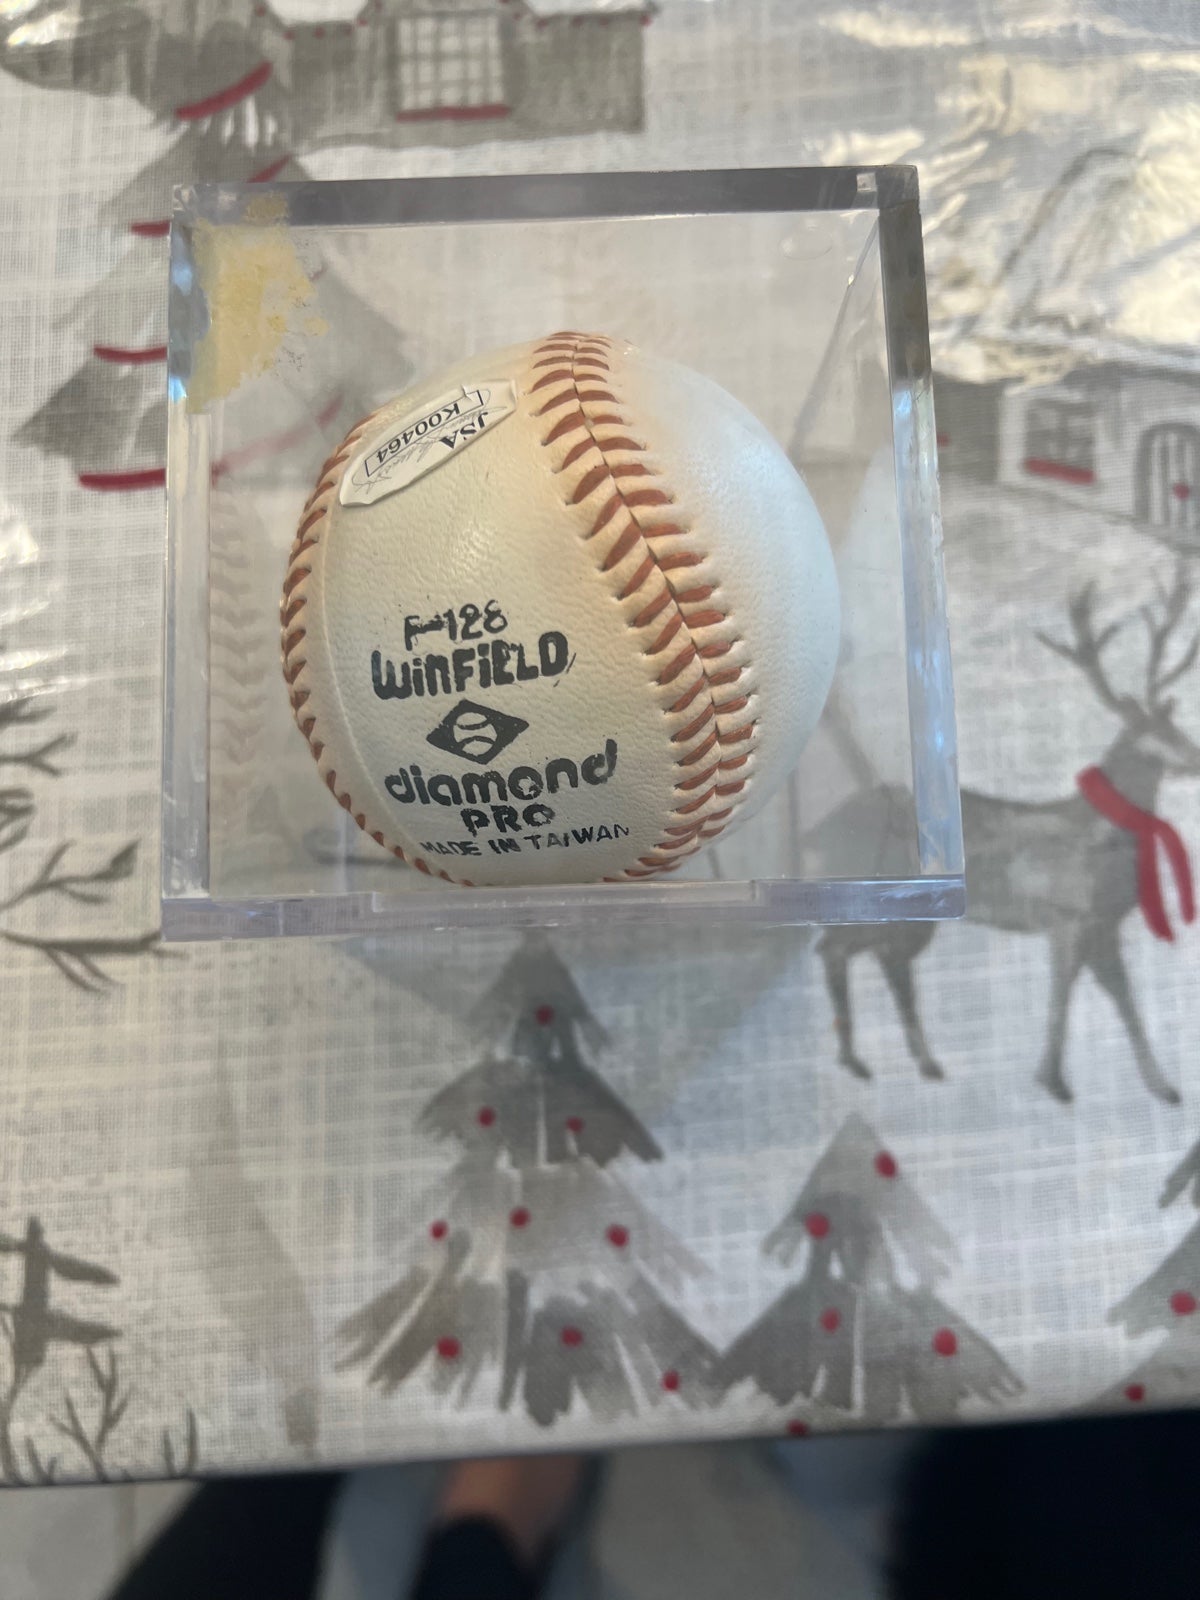 JSA
K00464
F-128
WiNFiELD
diamond
PRO
MADE IN TAIWAN